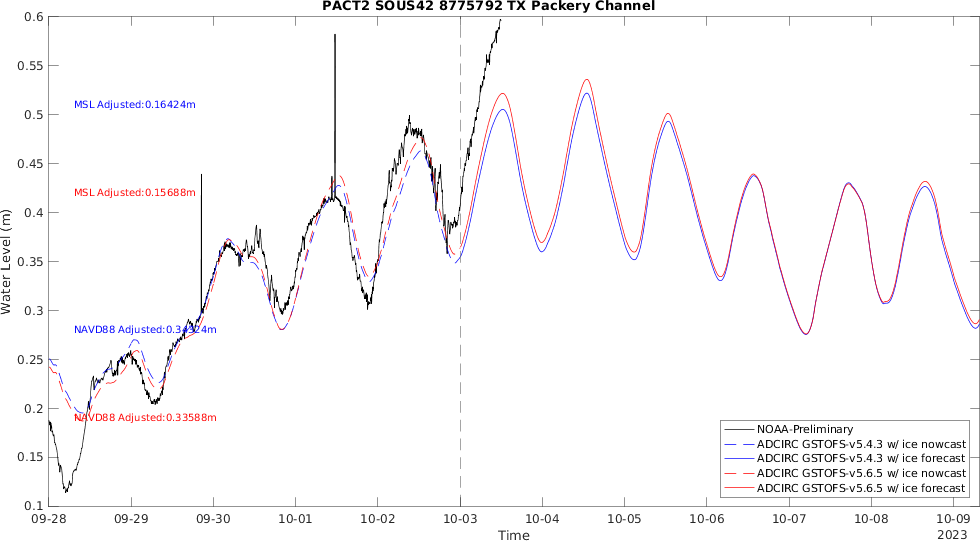 PACT2 SOUS42 8775792 TX Packery Channel
0.6
0.55
0.5
0.45
0.4
0.35
0.3
0.25
0.2
0.15
0.1
Water Level (m)
MSL Adjusted:0.16424m
MSL Adjusted:0.15688m
NAVD88 Adjusted:0.34324m
NAVD88 Adjusted:0.33588m
NOAA-Preliminary
ADCIRC GSTOFS-v5.4.3 w/ ice nowcast
ADCIRC GSTOFS-v5.4.3 w/ ice forecast
ADCIRC GSTOFS-v5.6.5 w/ ice nowcast
ADCIRC GSTOFS-v5.6.5 w/ ice forecast
09-28 09-29 09-30 10-01 10-02 10-03 10-04 10-05 10-06 10-07 10-08 10-09
2023
Time